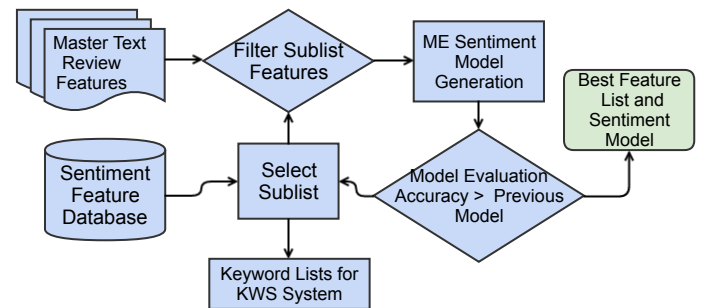 Master Text
Review
Features
Filter Sublist
Features
ME Sentiment
Model
Generation
Best Feature
List and
Sentiment
Model
Sentiment
Feature
Database
Select
Sublist
Model Evaluation
Accuracy > Previous
Model
Keyword Lists for
KWS System